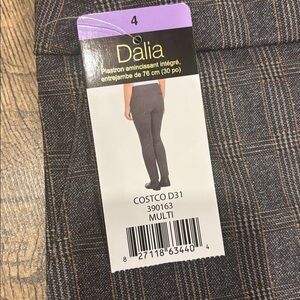 4
Dalia
Plastron amincissant intégré,
entrejambe de 76 cm (30 po)
COSTCO D31
390163
MULTI
8 27118 63440 4